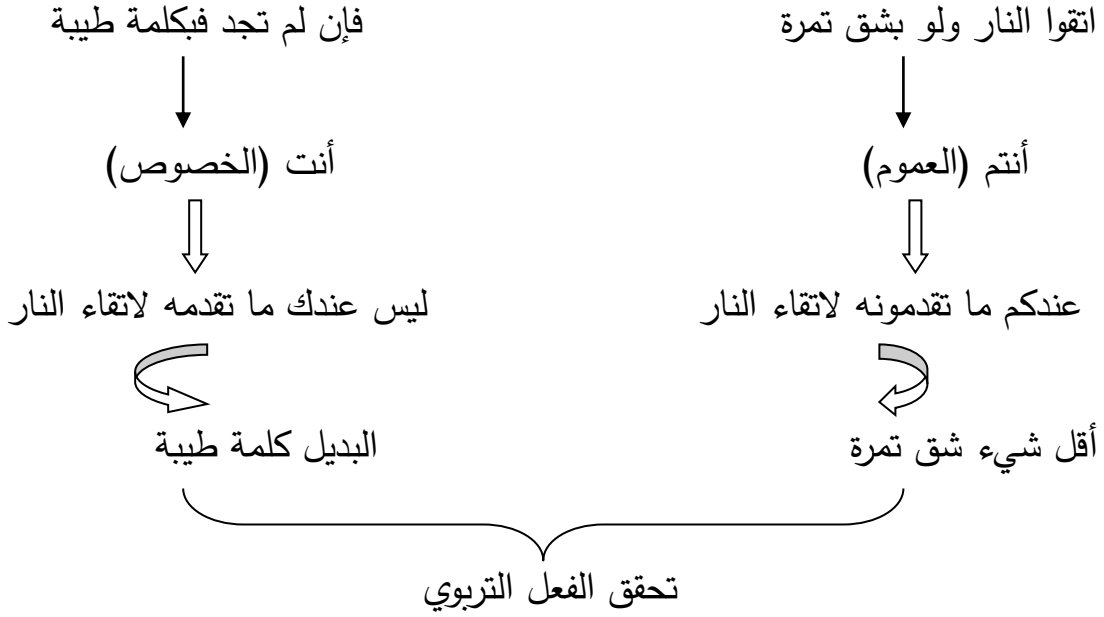 اتقوا النار ولو بشق تمرة
فإن لم تجد فبكلمة طيبة
أنتم (العموم)
أنت (الخصوص)
عندكم ما تقدمونه لاتقاء النار
ليس عندك ما تقدمه لاتقاء النار
أقل شيء شق تمرة
البديل كلمة طيبة
تحقق الفعل التربوي